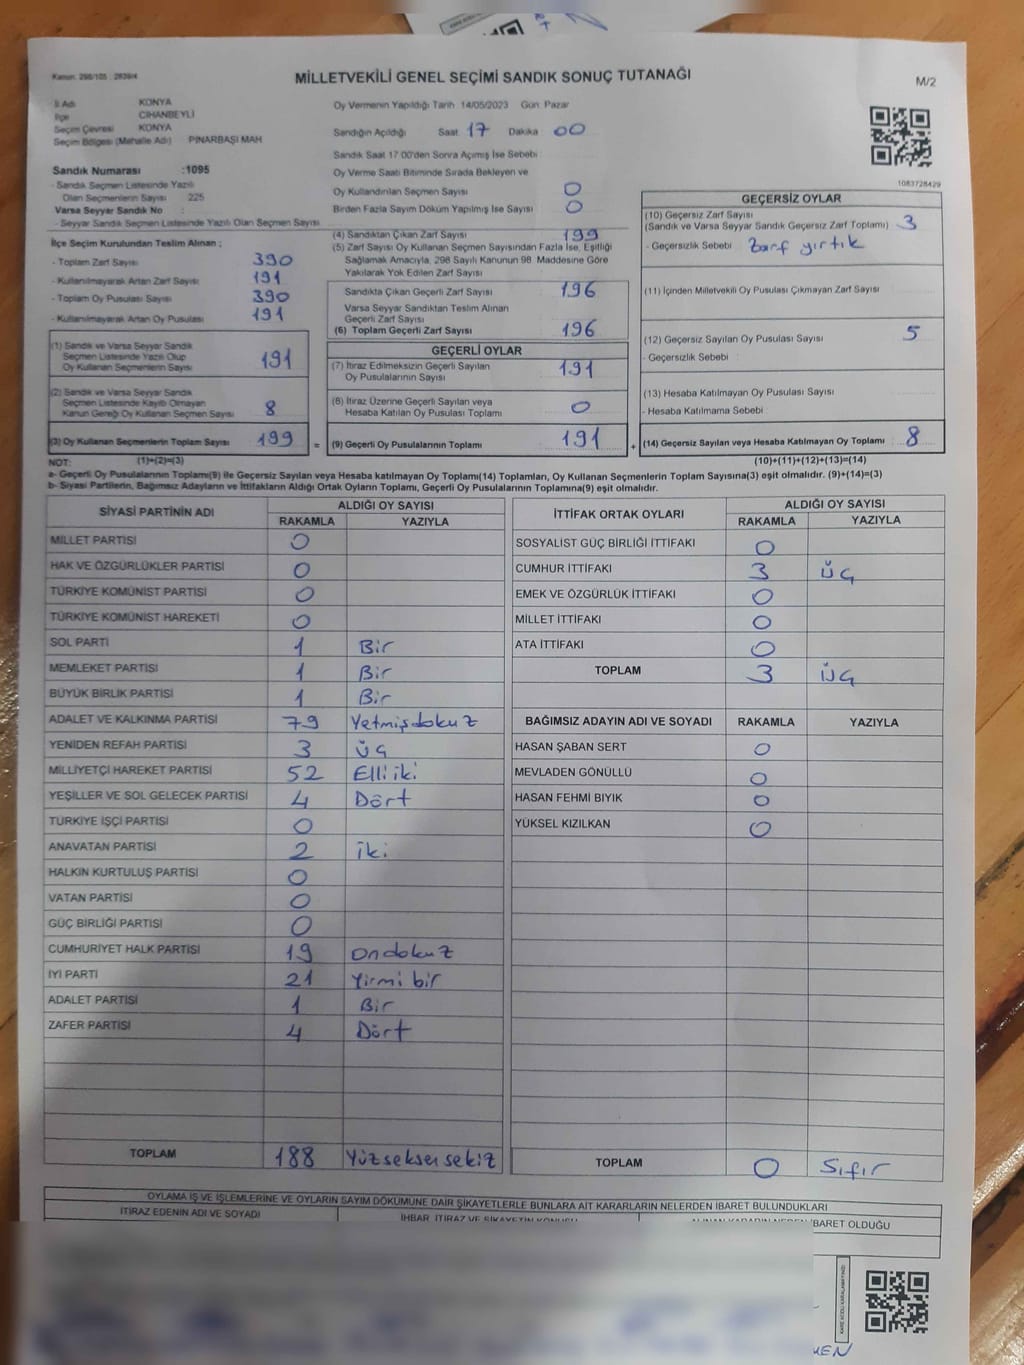 Kanun: 298/105 : 2839/4
MİLLETVEKİLİ GENEL SEÇİMİ SANDIK SONUÇ TUTANAĞI
M/2
İl Adı KONYA
İlçe CİHANBEYLİ
Seçim Çevresi KONYA
Seçim Bölgesi (Mahalle Adı) PINARBAŞI MAH
Sandık Numarası :1095
- Sandık Seçmen Listesinde Yazılı
Olan Seçmenlerin Sayısı 225
Varsa Seyyar Sandık No :
- Seyyar Sandık Seçmen Listesinde Yazılı Olan Seçmen Sayısı
İlçe Seçim Kurulundan Teslim Alınan ;
- Toplam Zarf Sayısı 390
- Kullanılmayarak Artan Zarf Sayısı 191
- Toplam Oy Pusulası Sayısı 390
- Kullanılmayarak Artan Oy Pusulası 191
(1) Sandık ve Varsa Seyyar Sandık
Seçmen Listesinde Yazılı Olup
Oy Kullanan Seçmenlerin Sayısı 191
(2) Sandık ve Varsa Seyyar Sandık
Seçmen Listesinde Kayıtlı Olmayan
Kanun Gereği Oy Kullanan Seçmen Sayısı 8
(3) Oy Kullanan Seçmenlerin Toplam Sayısı 199 =
Oy Vermenin Yapıldığı Tarih 14/05/2023 Gün: Pazar
Sandığın Açıldığı Saat: 17 Dakika 00
Sandık Saat 17:00'den Sonra Açımış İse Sebebi
Oy Verme Saati Bitiminde Sırada Bekleyen ve
Oy Kullandırılan Seçmen Sayısı 0
Birden Fazla Sayım Döküm Yapılmış İse Sayısı 0
(4) Sandıktan Çıkan Zarf Sayısı 199
(5) Zarf Sayısı Oy Kullanan Seçmen Sayısından Fazla İse, Eşitliği
Sağlamak Amacıyla, 298 Sayılı Kanunun 98 Maddesine Göre
Yakılarak Yok Edilen Zarf Sayısı
Sandıkta Çıkan Geçerli Zarf Sayısı 196
Varsa Seyyar Sandıktan Teslim Alınan
Geçerli Zarf Sayısı
(6) Toplam Geçerli Zarf Sayısı 196
GEÇERLİ OYLAR
(7) İtiraz Edilmeksizin Geçerli Sayılan
Oy Pusulalarının Sayısı 191
(8) İtiraz Üzerine Geçerli Sayılan veya
Hesaba Katılan Oy Pusulası Toplamı 0
(9) Geçerli Oy Pusulalarının Toplamı 191 +
1083728429
GEÇERSİZ OYLAR
(10) Geçersiz Zarf Sayısı
(Sandık ve Varsa Seyyar Sandık Geçersiz Zarf Toplamı) 3
- Geçersizlik Sebebi : Zarf yırtık
(11) İçinden Milletvekili Oy Pusulası Çıkmayan Zarf Sayısı
(12) Geçersiz Sayılan Oy Pusulası Sayısı 5
- Geçersizlik Sebebi :
(13) Hesaba Katılmayan Oy Pusulası Sayısı
- Hesaba Katılmama Sebebi :
(14) Geçersiz Sayılan veya Hesaba Katılmayan Oy Toplamı 8
NOT: (1)+(2)=(3) (10)+(11)+(12)+(13)=(14)
a- Geçerli Oy Pusulalarının Toplamı(9) ile Geçersiz Sayılan veya Hesaba katılmayan Oy Toplamı(14) Toplamları, Oy Kullanan Seçmenlerin Toplam Sayısına(3) eşit olmalıdır. (9)+(14)=(3)
b- Siyasi Partilerin, Bağımsız Adayların ve İttifakların Aldığı Ortak Oyların Toplamı, Geçerli Oy Pusulalarının Toplamına(9) eşit olmalıdır.
SİYASİ PARTİNİN ADI ALDIĞI OY SAYISI
RAKAMLA YAZIYLA
MİLLET PARTİSİ 0
HAK VE ÖZGÜRLÜKLER PARTİSİ 0
TÜRKİYE KOMÜNİST PARTİSİ 0
TÜRKİYE KOMÜNİST HAREKETİ 0
SOL PARTİ 1 Bir
MEMLEKET PARTİSİ 1 Bir
BÜYÜK BİRLİK PARTİSİ 1 Bir
ADALET VE KALKINMA PARTİSİ 79 Yetmişdokuz
YENİDEN REFAH PARTİSİ 3 üç
MİLLİYETÇİ HAREKET PARTİSİ 52 Elli iki
YEŞİLLER VE SOL GELECEK PARTİSİ 4 Dört
TÜRKİYE İŞÇİ PARTİSİ 0
ANAVATAN PARTİSİ 2 iki
HALKIN KURTULUŞ PARTİSİ 0
VATAN PARTİSİ 0
GÜÇ BİRLİĞİ PARTİSİ 0
CUMHURİYET HALK PARTİSİ 19 Ondokuz
İYİ PARTİ 21 Yirmi bir
ADALET PARTİSİ 1 Bir
ZAFER PARTİSİ 4 Dört
TOPLAM 188 Yüzseksensekiz
İTTİFAK ORTAK OYLARI ALDIĞI OY SAYISI
RAKAMLA YAZIYLA
SOSYALİST GÜÇ BİRLİĞİ İTTİFAKI 0
CUMHUR İTTİFAKI 3 üç
EMEK VE ÖZGÜRLÜK İTTİFAKI 0
MİLLET İTTİFAKI 0
ATA İTTİFAKI 0
TOPLAM 3 üç
BAĞIMSIZ ADAYIN ADI VE SOYADI RAKAMLA YAZIYLA
HASAN ŞABAN SERT 0
MEVLADEN GÖNÜLLÜ 0
HASAN FEHMİ BIYIK 0
YÜKSEL KIZILKAN 0
TOPLAM 0 Sıfır
OYLAMA İŞ VE İŞLEMLERİNE VE OYLARIN SAYIM DÖKÜMÜNE DAİR ŞİKAYETLERLE BUNLARA AİT KARARLARIN NELERDEN İBARET BULUNDUKLARI
İTİRAZ EDENİN ADI VE SOYADI İHBAR, İTİRAZ VE ŞİKAYETİN KONUSU
İBARET OLDUĞU